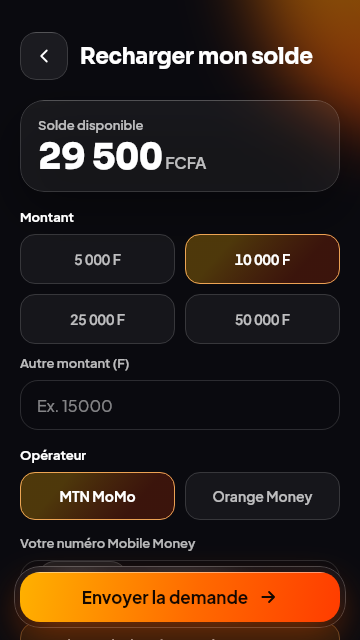 Recharger mon solde
Solde disponible
29 500 FCFA
Montant
5 000 F
10 000 F
25 000 F
50 000 F
Autre montant (F)
Ex. 15000
Opérateur
MTN MoMo
Orange Money
Votre numéro Mobile Money
Envoyer la demande →